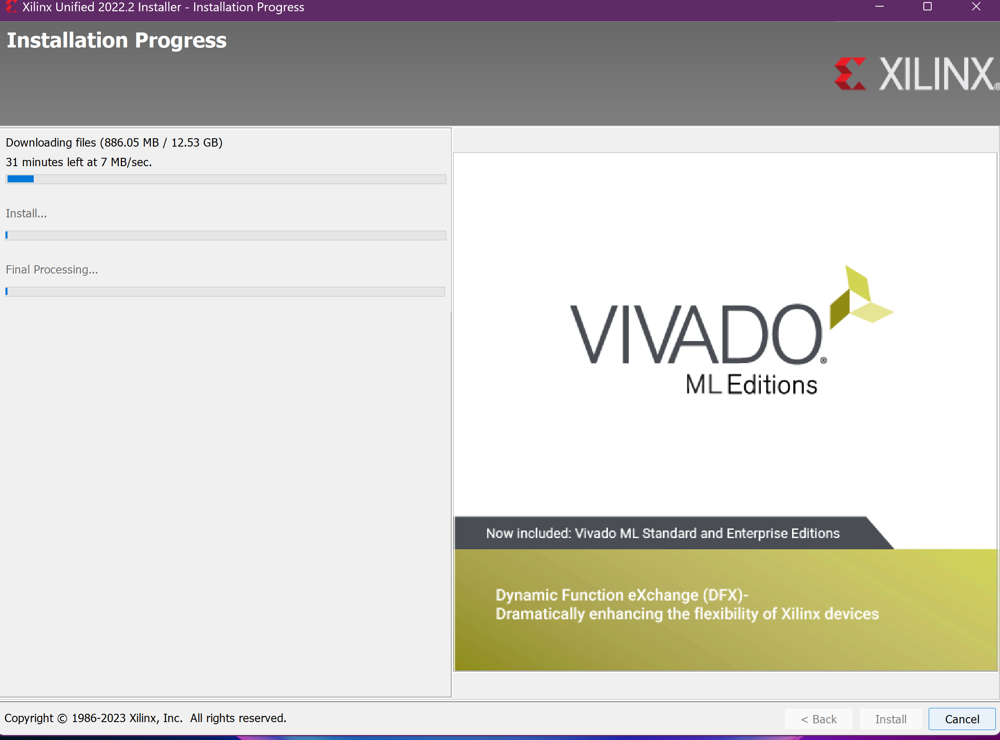 Xilinx Unified 2022.2 Installer - Installation Progress
Installation Progress
XILINX®
Downloading files (886.05 MB / 12.53 GB)
31 minutes left at 7 MB/sec.
Install...
Final Processing...
VIVADO®
ML Editions
Now included: Vivado ML Standard and Enterprise Editions
Dynamic Function eXchange (DFX)-
Dramatically enhancing the flexibility of Xilinx devices
Copyright © 1986-2023 Xilinx, Inc. All rights reserved.
< Back Install Cancel